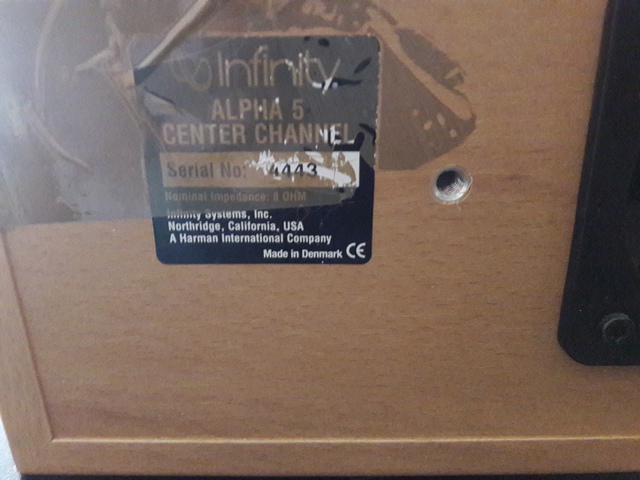 Infinity
ALPHA 5
CENTER CHANNEL
Serial No: 4443
Nominal Impedance: 8 OHM
Infinity Systems, Inc.
Northridge, California, USA
A Harman International Company
Made in Denmark CE